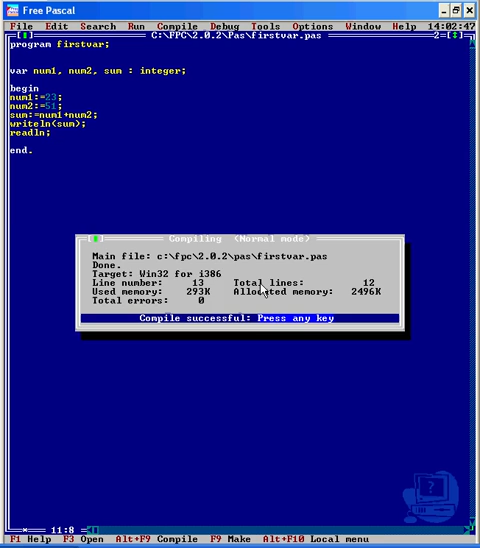 Free Pascal
File Edit Search Run Compile Debug Tools Options Window Help 14:02:47
C:\FPC\2.0.2\Pas\firstvar.pas 2=[↕]
program firstvar;
var num1, num2, sum : integer;
begin
num1:=23;
num2:=51;
sum:=num1+num2;
writeln(sum);
readln;
end.
Compiling (Normal mode)
Main file: c:\fpc\2.0.2\pas\firstvar.pas
Done.
Target: Win32 for i386
Line number: 13 Total lines: 12
Used memory: 293K Allocated memory: 2496K
Total errors: 0
Compile successful: Press any key
?
* 11:8
F1 Help F3 Open Alt+F9 Compile F9 Make Alt+F10 Local menu